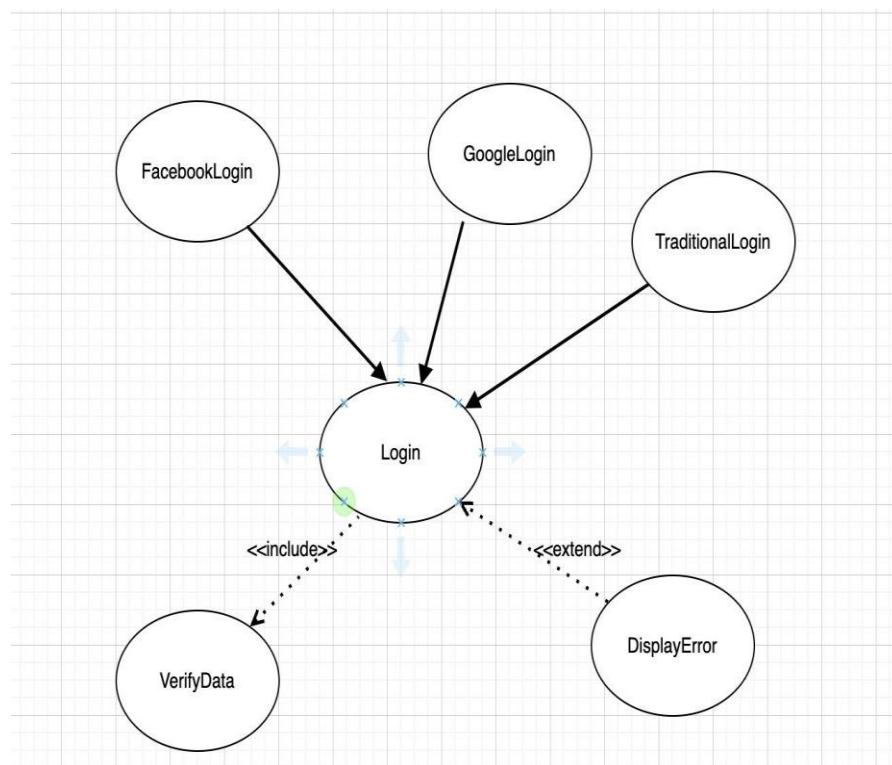 GoogleLogin
FacebookLogin
TraditionalLogin
Login
<<include>>
<<extend>>
DisplayError
VerifyData